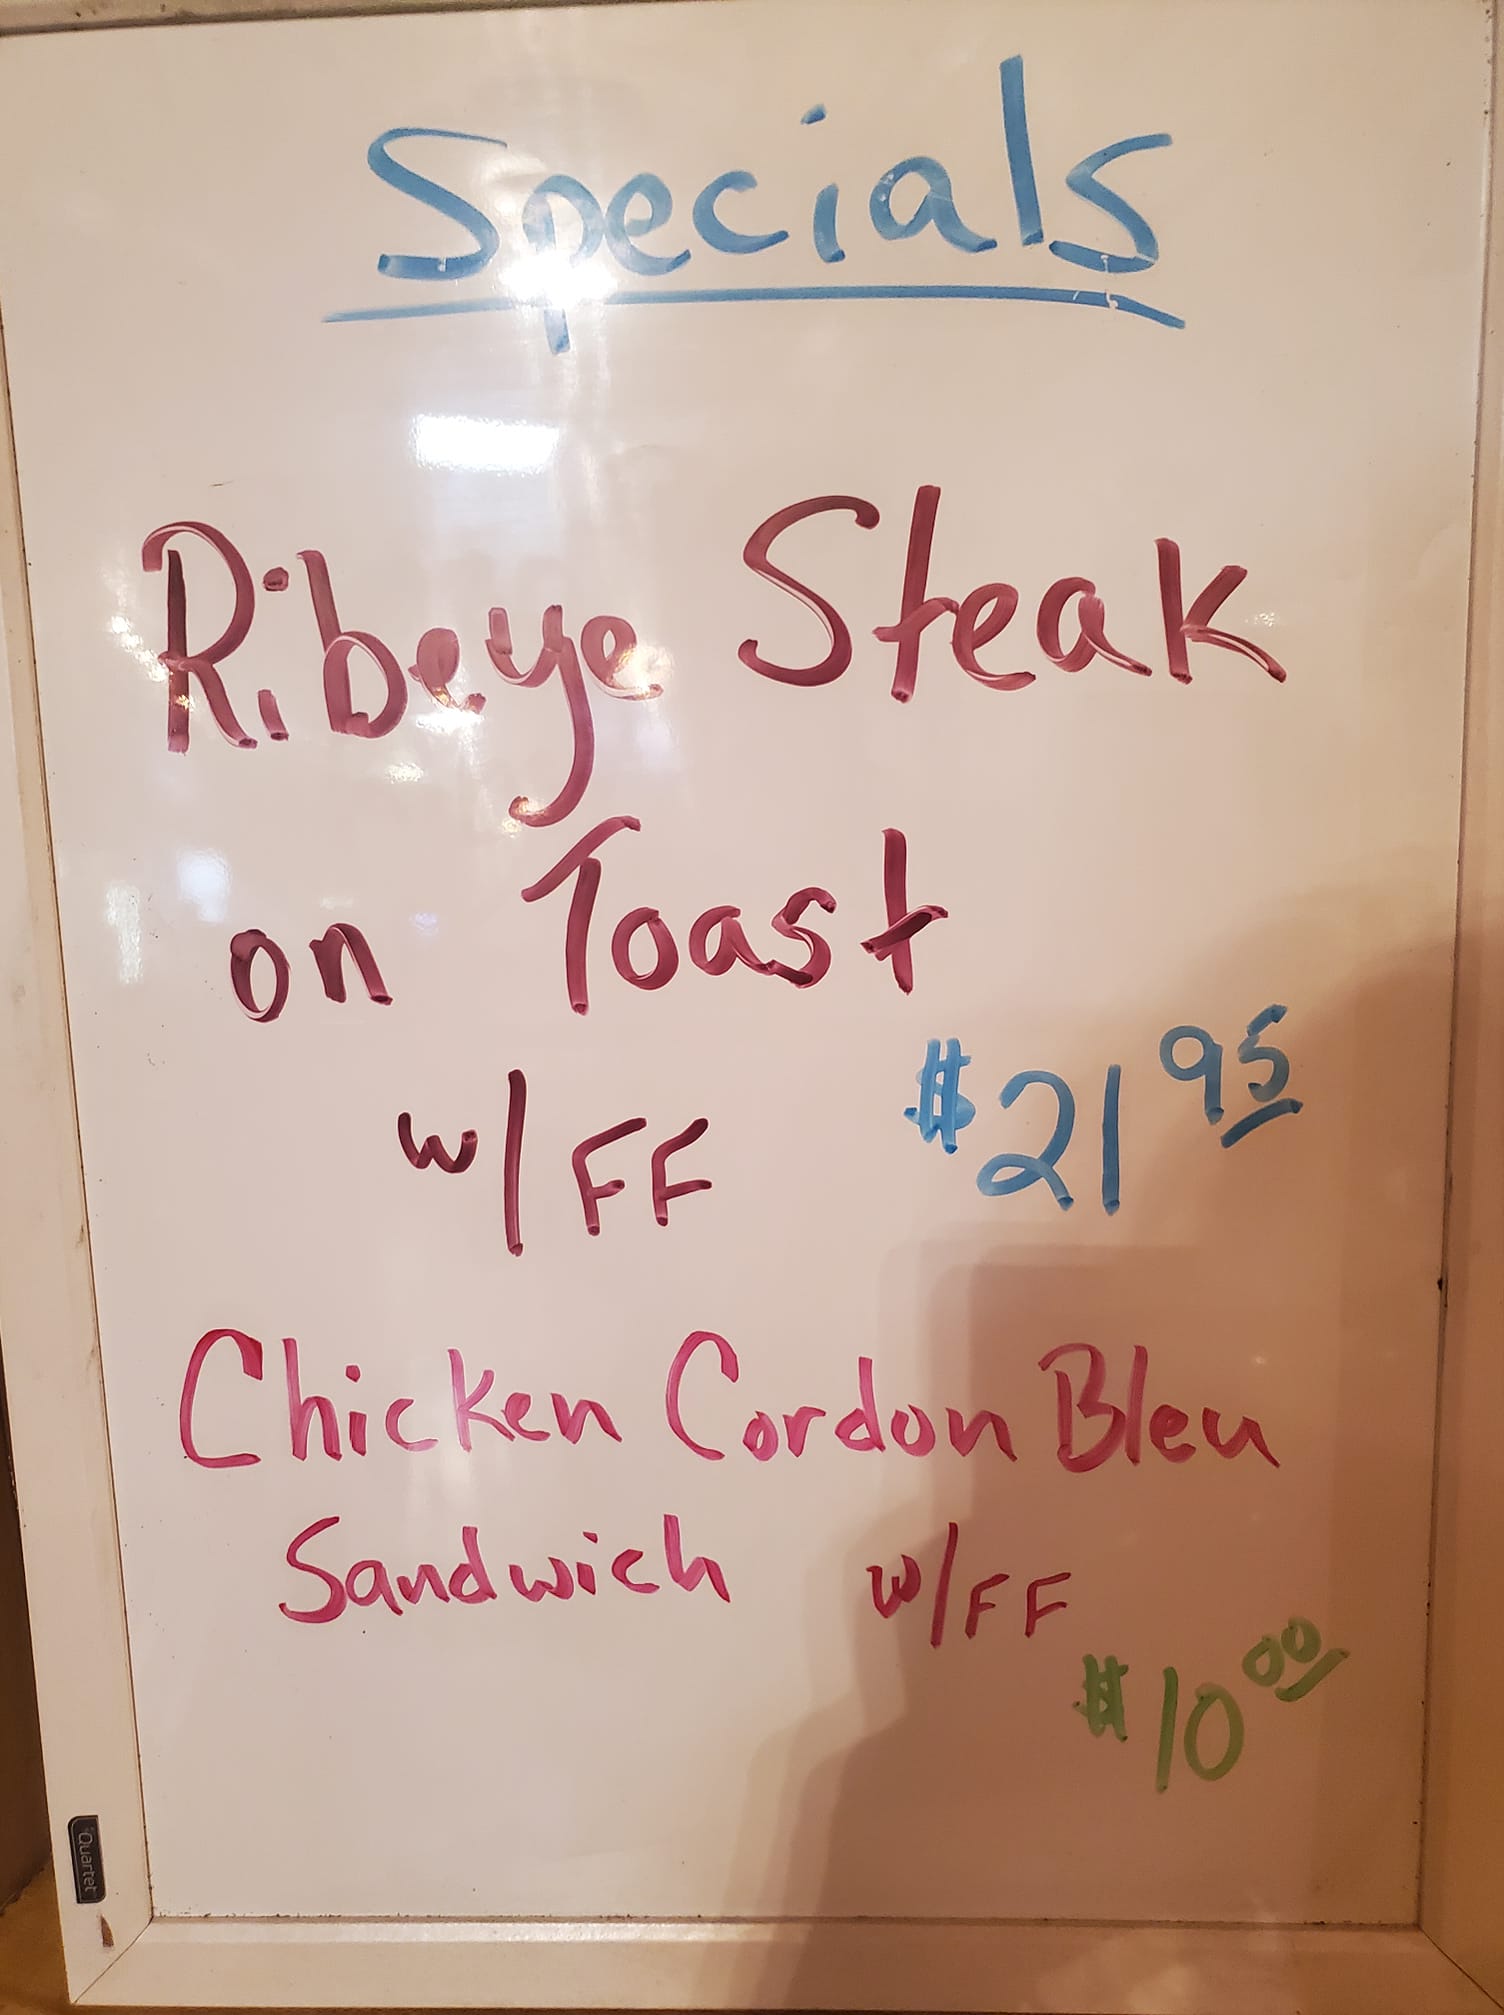 Specials
Ribeye Steak
on Toast
w/FF $21 95
Chicken Cordon Bleu
Sandwich w/FF
$10 00
Quartet